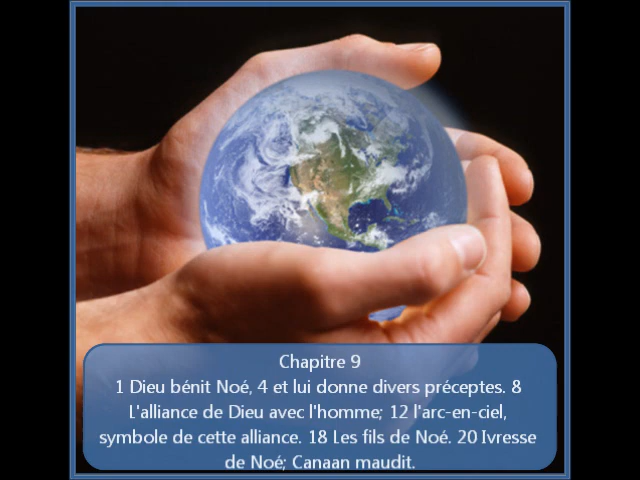 Chapitre 9
1 Dieu bénit Noé, 4 et lui donne divers préceptes. 8
L'alliance de Dieu avec l'homme; 12 l'arc-en-ciel,
symbole de cette alliance. 18 Les fils de Noé. 20 Ivresse
de Noé; Canaan maudit.